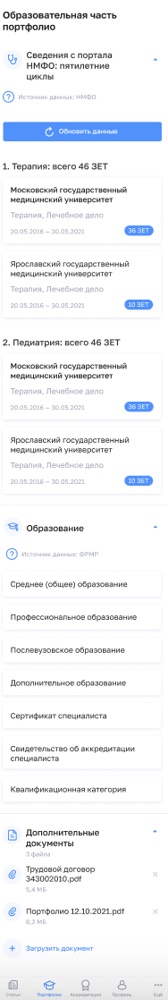 Образовательная часть
портфолио
Сведения с портала
НМФО: пятилетние
циклы
Источник данных: НМФО
Обновить данные
1. Терапия: всего 46 ЗЕТ
Московский государственный
медицинский университет
Терапия, Лечебное дело
20.05.2016 — 30.05.2021
36 ЗЕТ
Ярославский государственный
медицинский университет
Терапия, Лечебное дело
20.05.2016 — 30.05.2021
10 ЗЕТ
2. Педиатрия: всего 46 ЗЕТ
Московский государственный
медицинский университет
Терапия, Лечебное дело
20.05.2016 — 30.05.2021
36 ЗЕТ
Ярославский государственный
медицинский университет
Терапия, Лечебное дело
20.05.2016 — 30.05.2021
10 ЗЕТ
Образование
Источник данных: ФРМР
Среднее (общее) образование
Профессиональное образование
Послевузовское образование
Дополнительное образование
Сертификат специалиста
Свидетельство об аккредитации
специалиста
Квалификационная категория
Дополнительные
документы
3 файла
Трудовой договор
343002010.pdf
5,4 МБ
Портфолио 12.10.2021.pdf
8,2 МБ
Загрузить документ
Статьи
Портфолио
Аккредитация
Профиль
Ещё